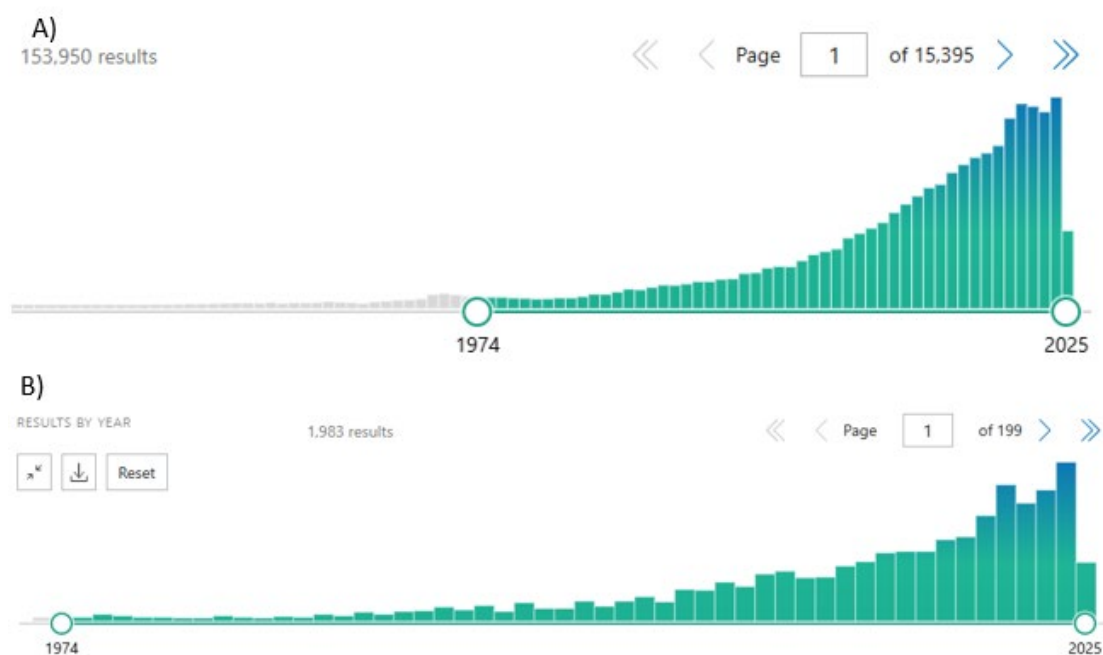 A)
153,950 results
Page 1 of 15,395
1974 2025
B)
RESULTS BY YEAR
1,983 results
Page 1 of 199
Reset
1974 2025